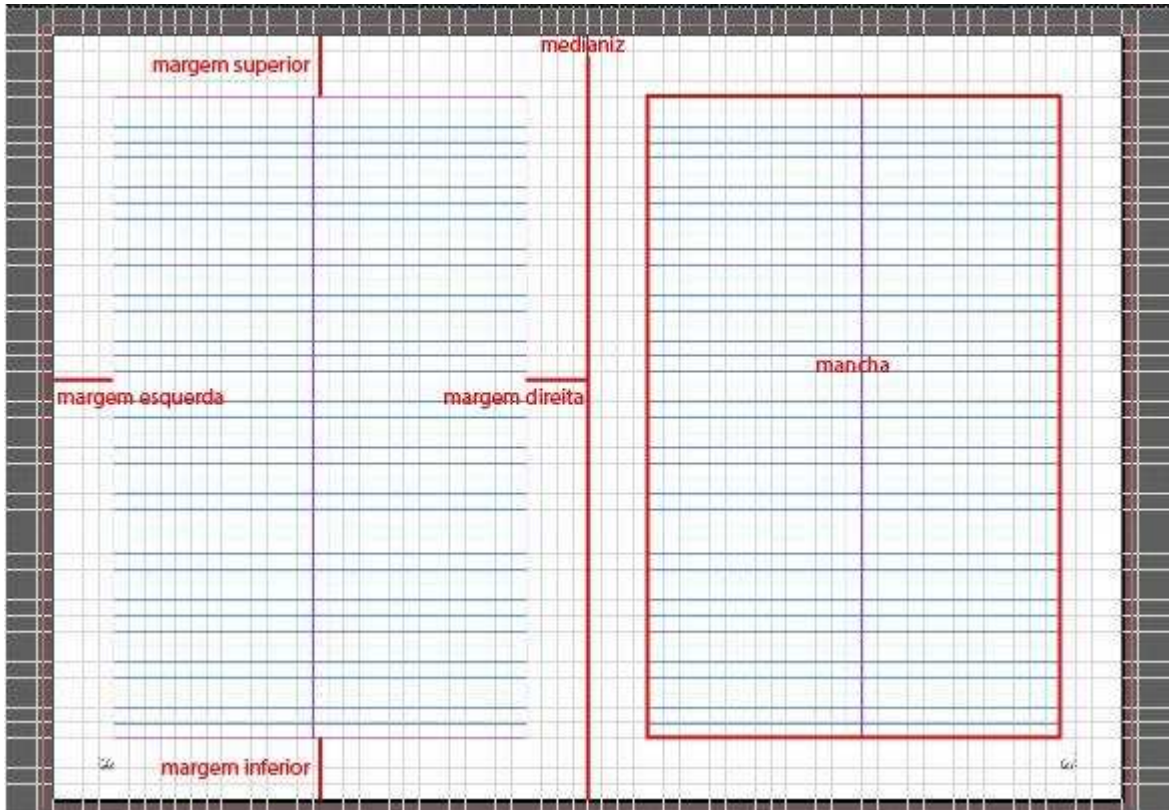 medianiz
margem superior
mancha
margem esquerda
margem direita
margem inferior